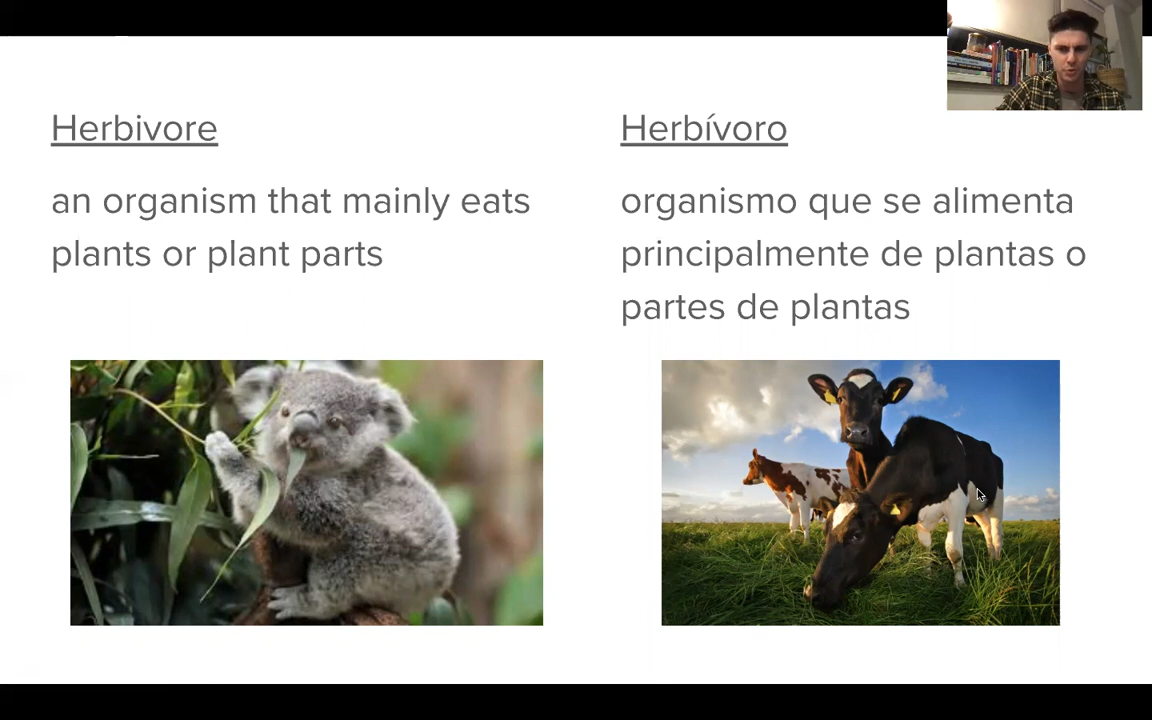 Herbivore
an organism that mainly eats
plants or plant parts
Herbívoro
organismo que se alimenta
principalmente de plantas o
partes de plantas